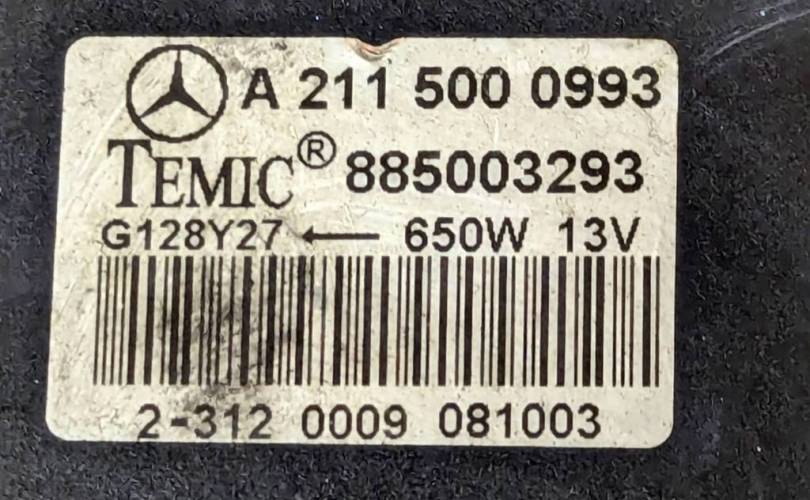 A 211 500 0993
TEMIC® 885003293
G128Y27 ← 650W 13V
2-312 0009 081003